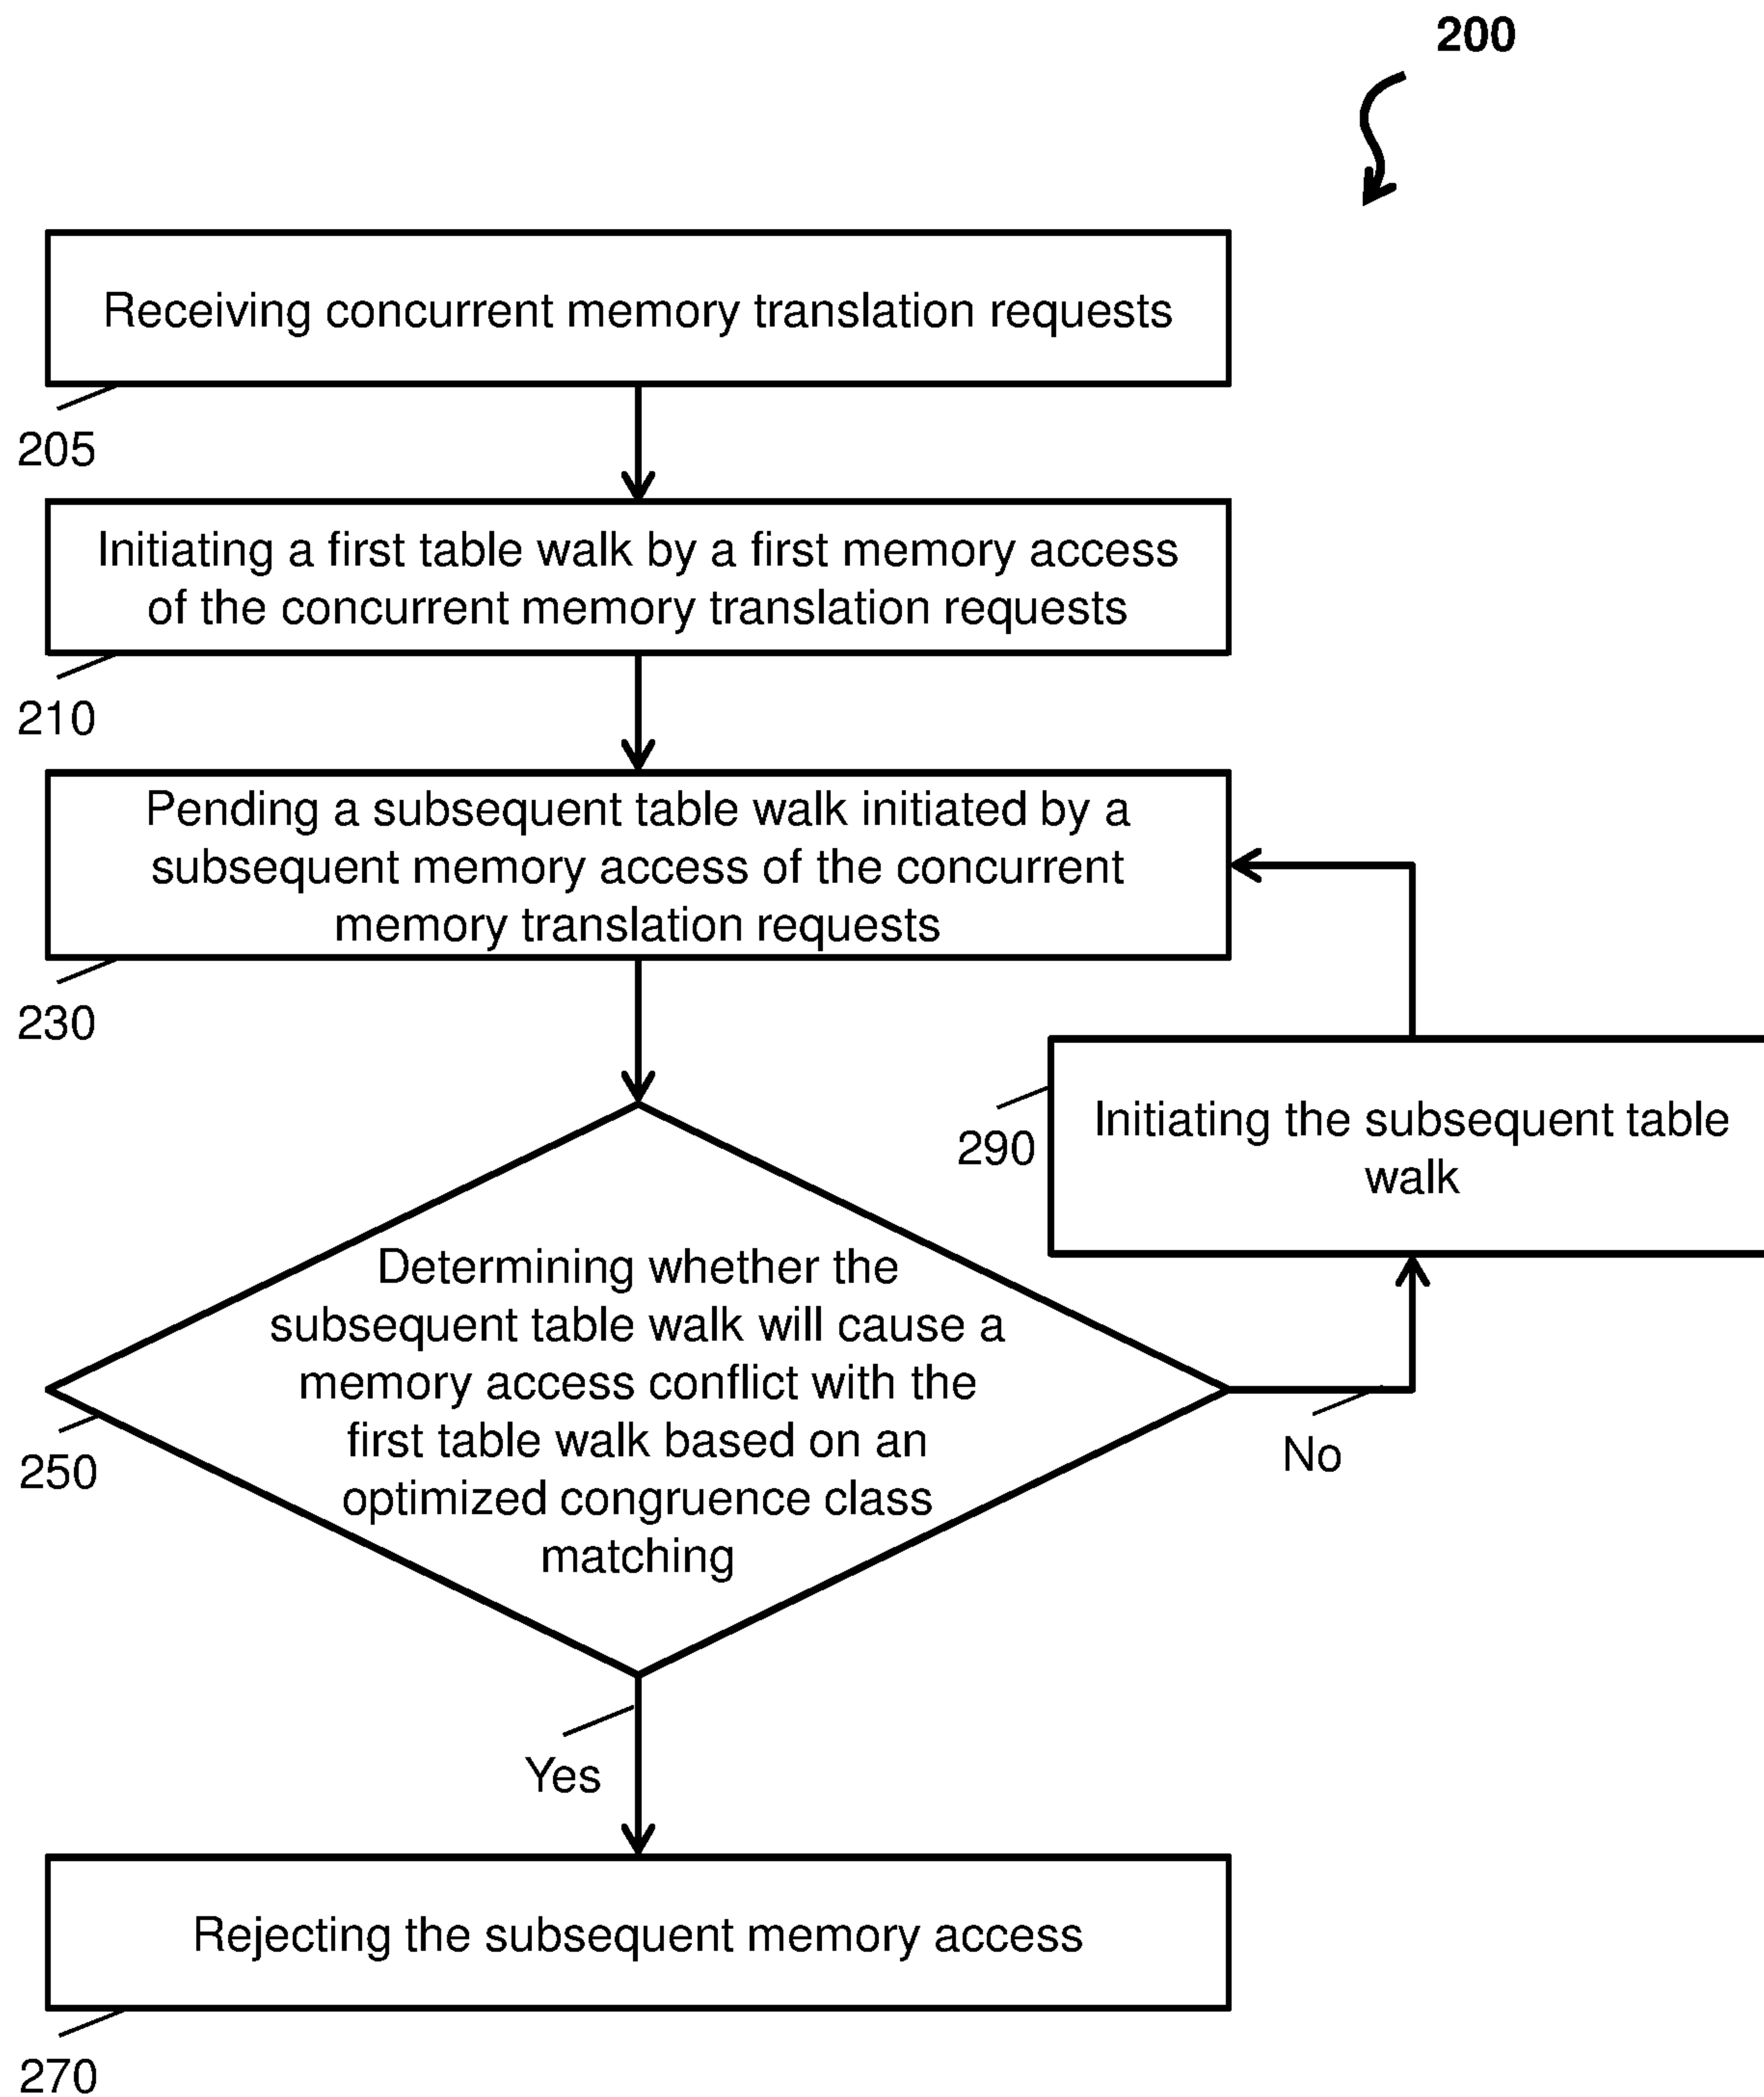 200
Receiving concurrent memory translation requests
205
Initiating a first table walk by a first memory access
of the concurrent memory translation requests
210
Pending a subsequent table walk initiated by a
subsequent memory access of the concurrent
memory translation requests
230
Initiating the subsequent table
walk
290
Determining whether the
subsequent table walk will cause a
memory access conflict with the
first table walk based on an
optimized congruence class
matching
250
No
Yes
Rejecting the subsequent memory access
270